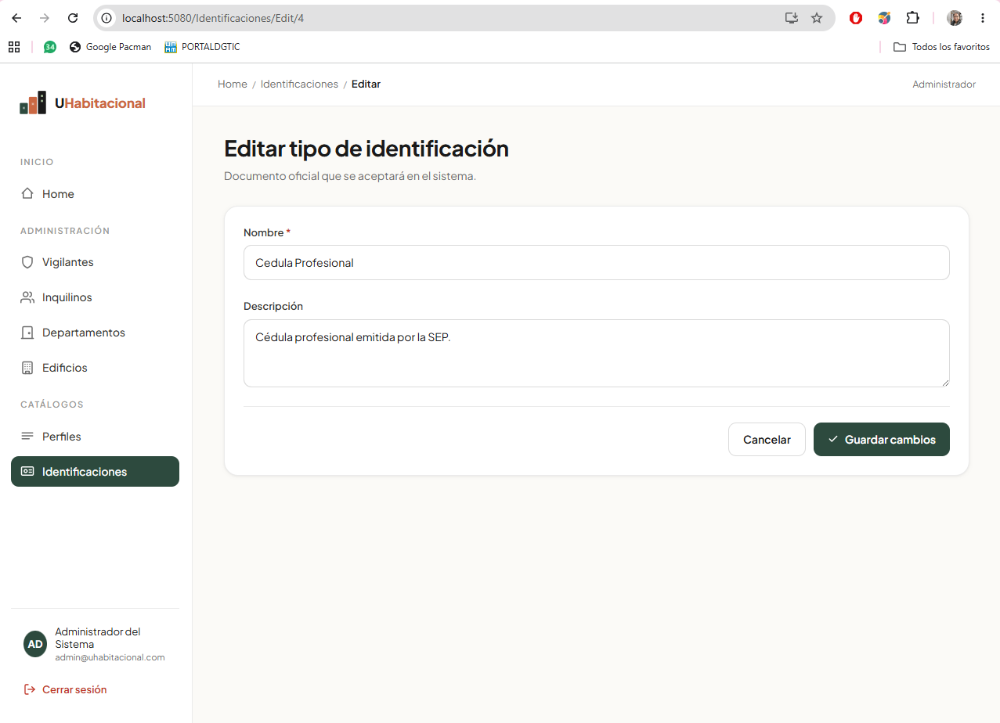 localhost:5080/Identificaciones/Edit/4
34
Google Pacman
PORTALDGTIC
Todos los favoritos
UHabitacional
Home / Identificaciones / Editar
Administrador
INICIO
Home
ADMINISTRACIÓN
Vigilantes
Inquilinos
Departamentos
Edificios
CATÁLOGOS
Perfiles
Identificaciones
Editar tipo de identificación
Documento oficial que se aceptará en el sistema.
Nombre *
Cedula Profesional
Descripción
Cédula profesional emitida por la SEP.
Cancelar
Guardar cambios
AD
Administrador del
Sistema
admin@uhabitacional.com
Cerrar sesión